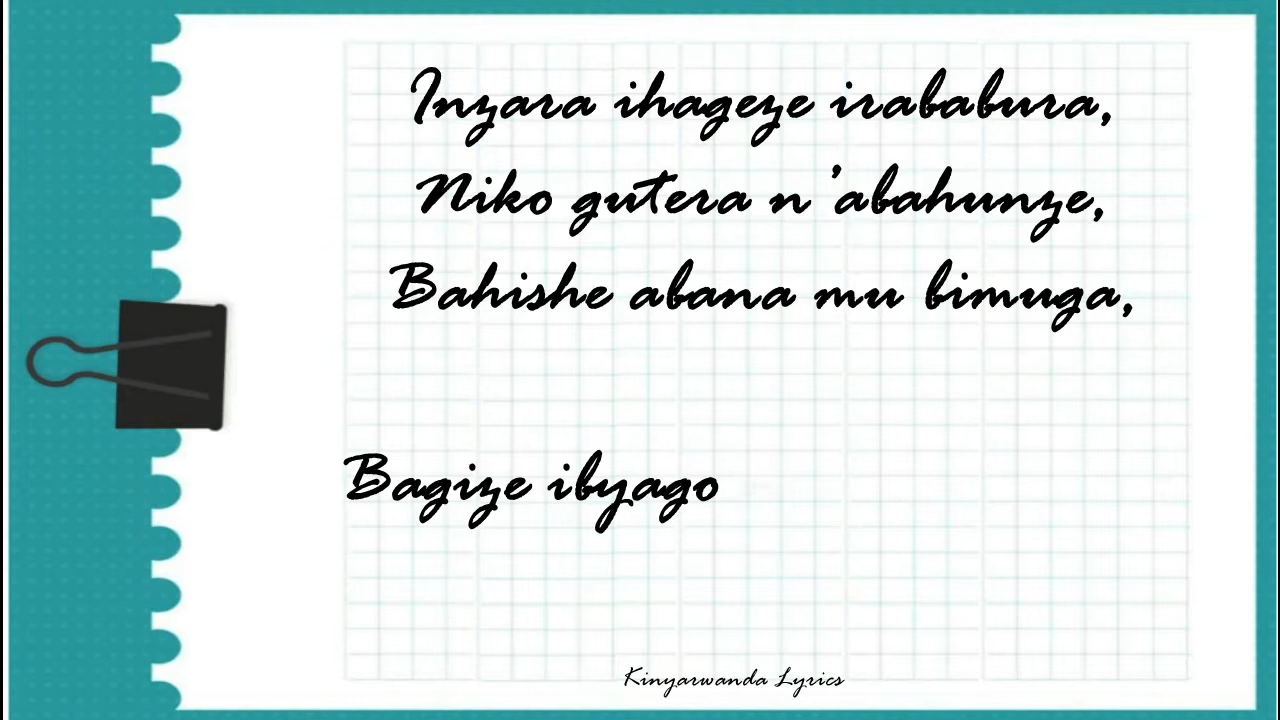 Inzara ihageze irababura,
Niko gutera n'abahunze,
Bahishe abana mu bimuga,
Bagize ibyago
Kinyarwanda Lyrics